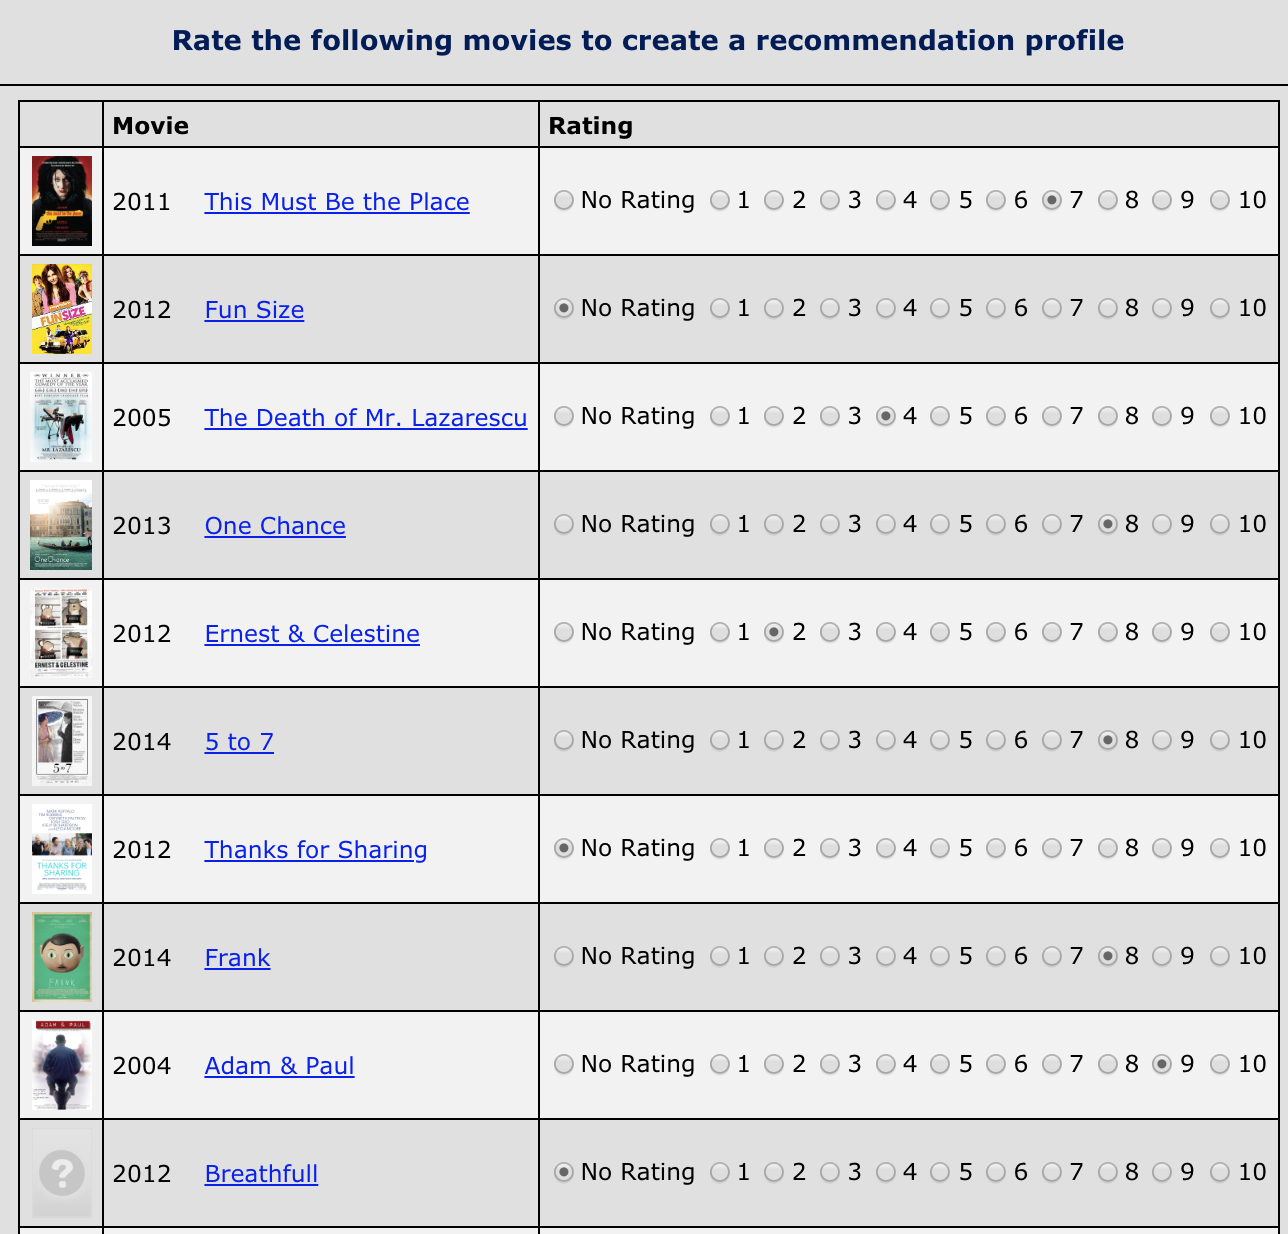 Rate the following movies to create a recommendation profile
Movie Rating
2011 This Must Be the Place No Rating 1 2 3 4 5 6 7 8 9 10
2012 Fun Size No Rating 1 2 3 4 5 6 7 8 9 10
FUN SIZE
2005 The Death of Mr. Lazarescu No Rating 1 2 3 4 5 6 7 8 9 10
WINNER
MR. LAZARESCU
2013 One Chance No Rating 1 2 3 4 5 6 7 8 9 10
One Chance
2012 Ernest & Celestine No Rating 1 2 3 4 5 6 7 8 9 10
ERNEST & CELESTINE
2014 5 to 7 No Rating 1 2 3 4 5 6 7 8 9 10
5 to 7
2012 Thanks for Sharing No Rating 1 2 3 4 5 6 7 8 9 10
THANKS FOR
SHARING
2014 Frank No Rating 1 2 3 4 5 6 7 8 9 10
FRANK
2004 Adam & Paul No Rating 1 2 3 4 5 6 7 8 9 10
ADAM & PAUL
2012 Breathfull No Rating 1 2 3 4 5 6 7 8 9 10
?